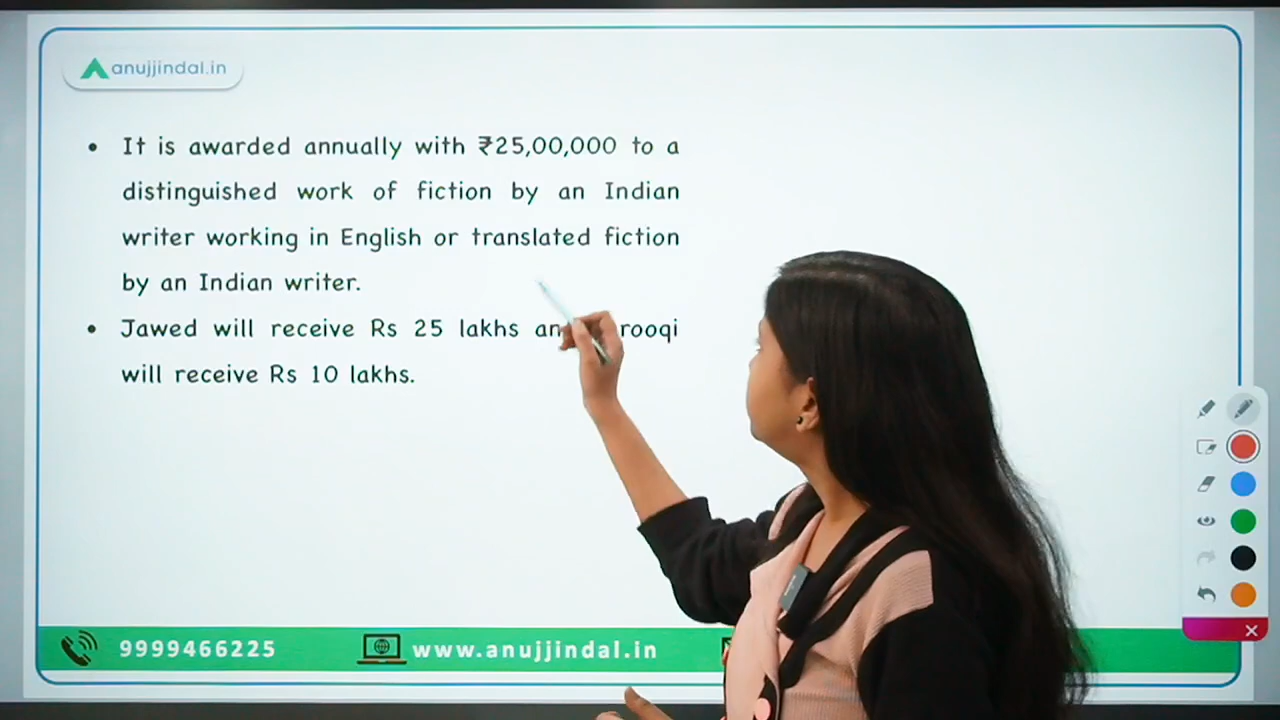 anujjindal.in
It is awarded annually with ₹25,00,000 to a
distinguished work of fiction by an Indian
writer working in English or translated fiction
by an Indian writer.
Jawed will receive Rs 25 lakhs an rooqi
will receive Rs 10 lakhs.
9999466225
www.anujjindal.in